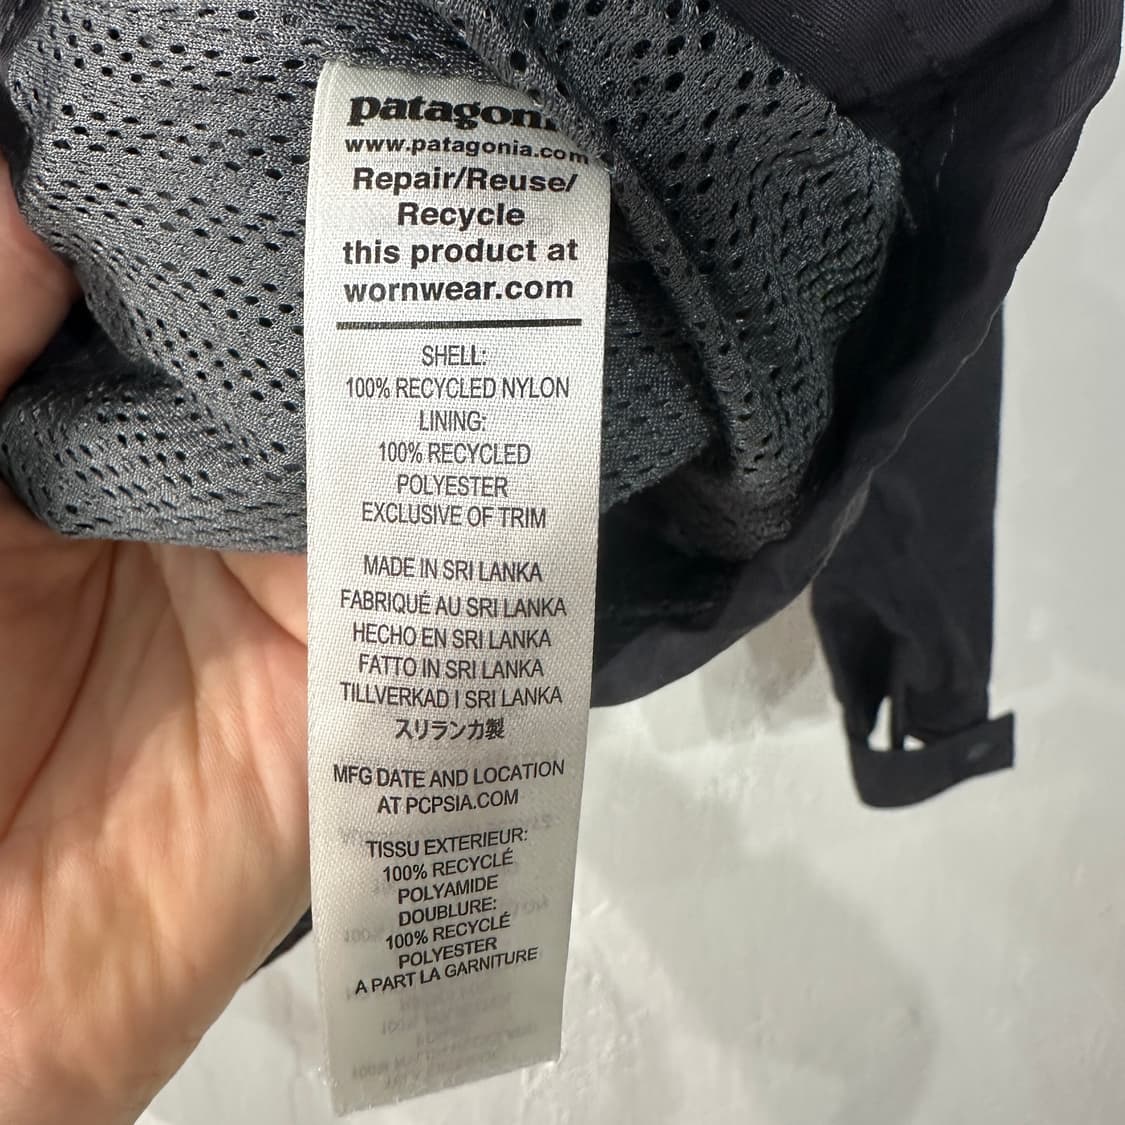 patagoni
www.patagonia.com
Repair/Reuse/
Recycle
this product at
wornwear.com
SHELL:
100% RECYCLED NYLON
LINING:
100% RECYCLED
POLYESTER
EXCLUSIVE OF TRIM
MADE IN SRI LANKA
FABRIQUÉ AU SRI LANKA
HECHO EN SRI LANKA
FATTO IN SRI LANKA
TILLVERKAD I SRI LANKA
スリランカ製
MFG DATE AND LOCATION
AT PCPSIA.COM
TISSU EXTERIEUR:
100% RECYCLÉ
POLYAMIDE
DOUBLURE:
100% RECYCLÉ
POLYESTER
A PART LA GARNITURE